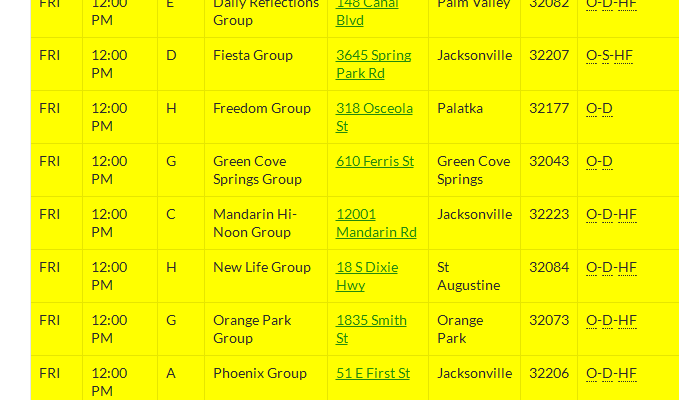 FRI 12:00 E Daily Reflections 148 Canal Palm Valley 32082 O-D-HF
PM Group Blvd
FRI 12:00 D Fiesta Group 3645 Spring Jacksonville 32207 O-S-HF
PM Park Rd
FRI 12:00 H Freedom Group 318 Osceola Palatka 32177 O-D
PM St
FRI 12:00 G Green Cove 610 Ferris St Green Cove 32043 O-D
PM Springs Group Springs
FRI 12:00 C Mandarin Hi- 12001 Jacksonville 32223 O-D-HF
PM Noon Group Mandarin Rd
FRI 12:00 H New Life Group 18 S Dixie St 32084 O-D-HF
PM Hwy Augustine
FRI 12:00 G Orange Park 1835 Smith Orange 32073 O-D-HF
PM Group St Park
FRI 12:00 A Phoenix Group 51 E First St Jacksonville 32206 O-D-HF
PM